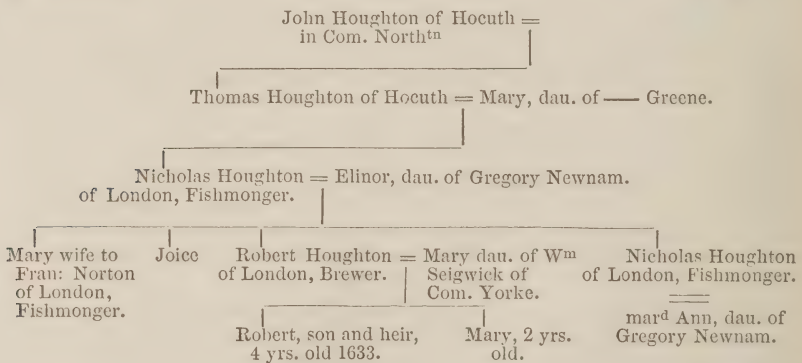 John Houghton of Hocuth =
in Com. Northtn
Thomas Houghton of Hocuth = Mary, dau. of —— Greene.
Nicholas Houghton = Elinor, dau. of Gregory Newnam.
of London, Fishmonger.
Mary wife to
Fran: Norton
of London,
Fishmonger.
Joice
Robert Houghton = Mary dau. of Wm
of London, Brewer. Seigwick of
Com. Yorke.
Nicholas Houghton
of London, Fishmonger.
=
mard Ann, dau. of
Gregory Newnam.
Robert, son and heir,
4 yrs. old 1633.
Mary, 2 yrs.
old.